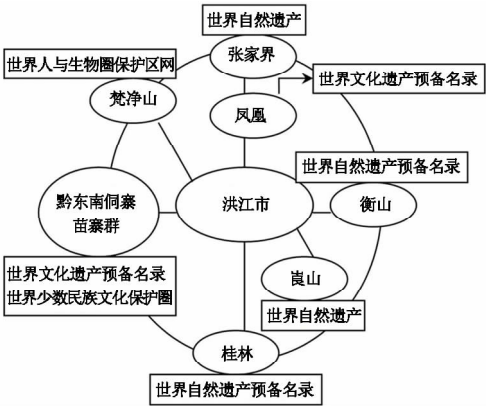 世界自然遗产
张家界
世界人与生物圈保护区网
梵净山
凤凰
世界文化遗产预备名录
世界自然遗产预备名录
黔东南侗寨
苗寨群
洪江市
衡山
世界文化遗产预备名录
世界少数民族文化保护圈
崀山
世界自然遗产
桂林
世界自然遗产预备名录